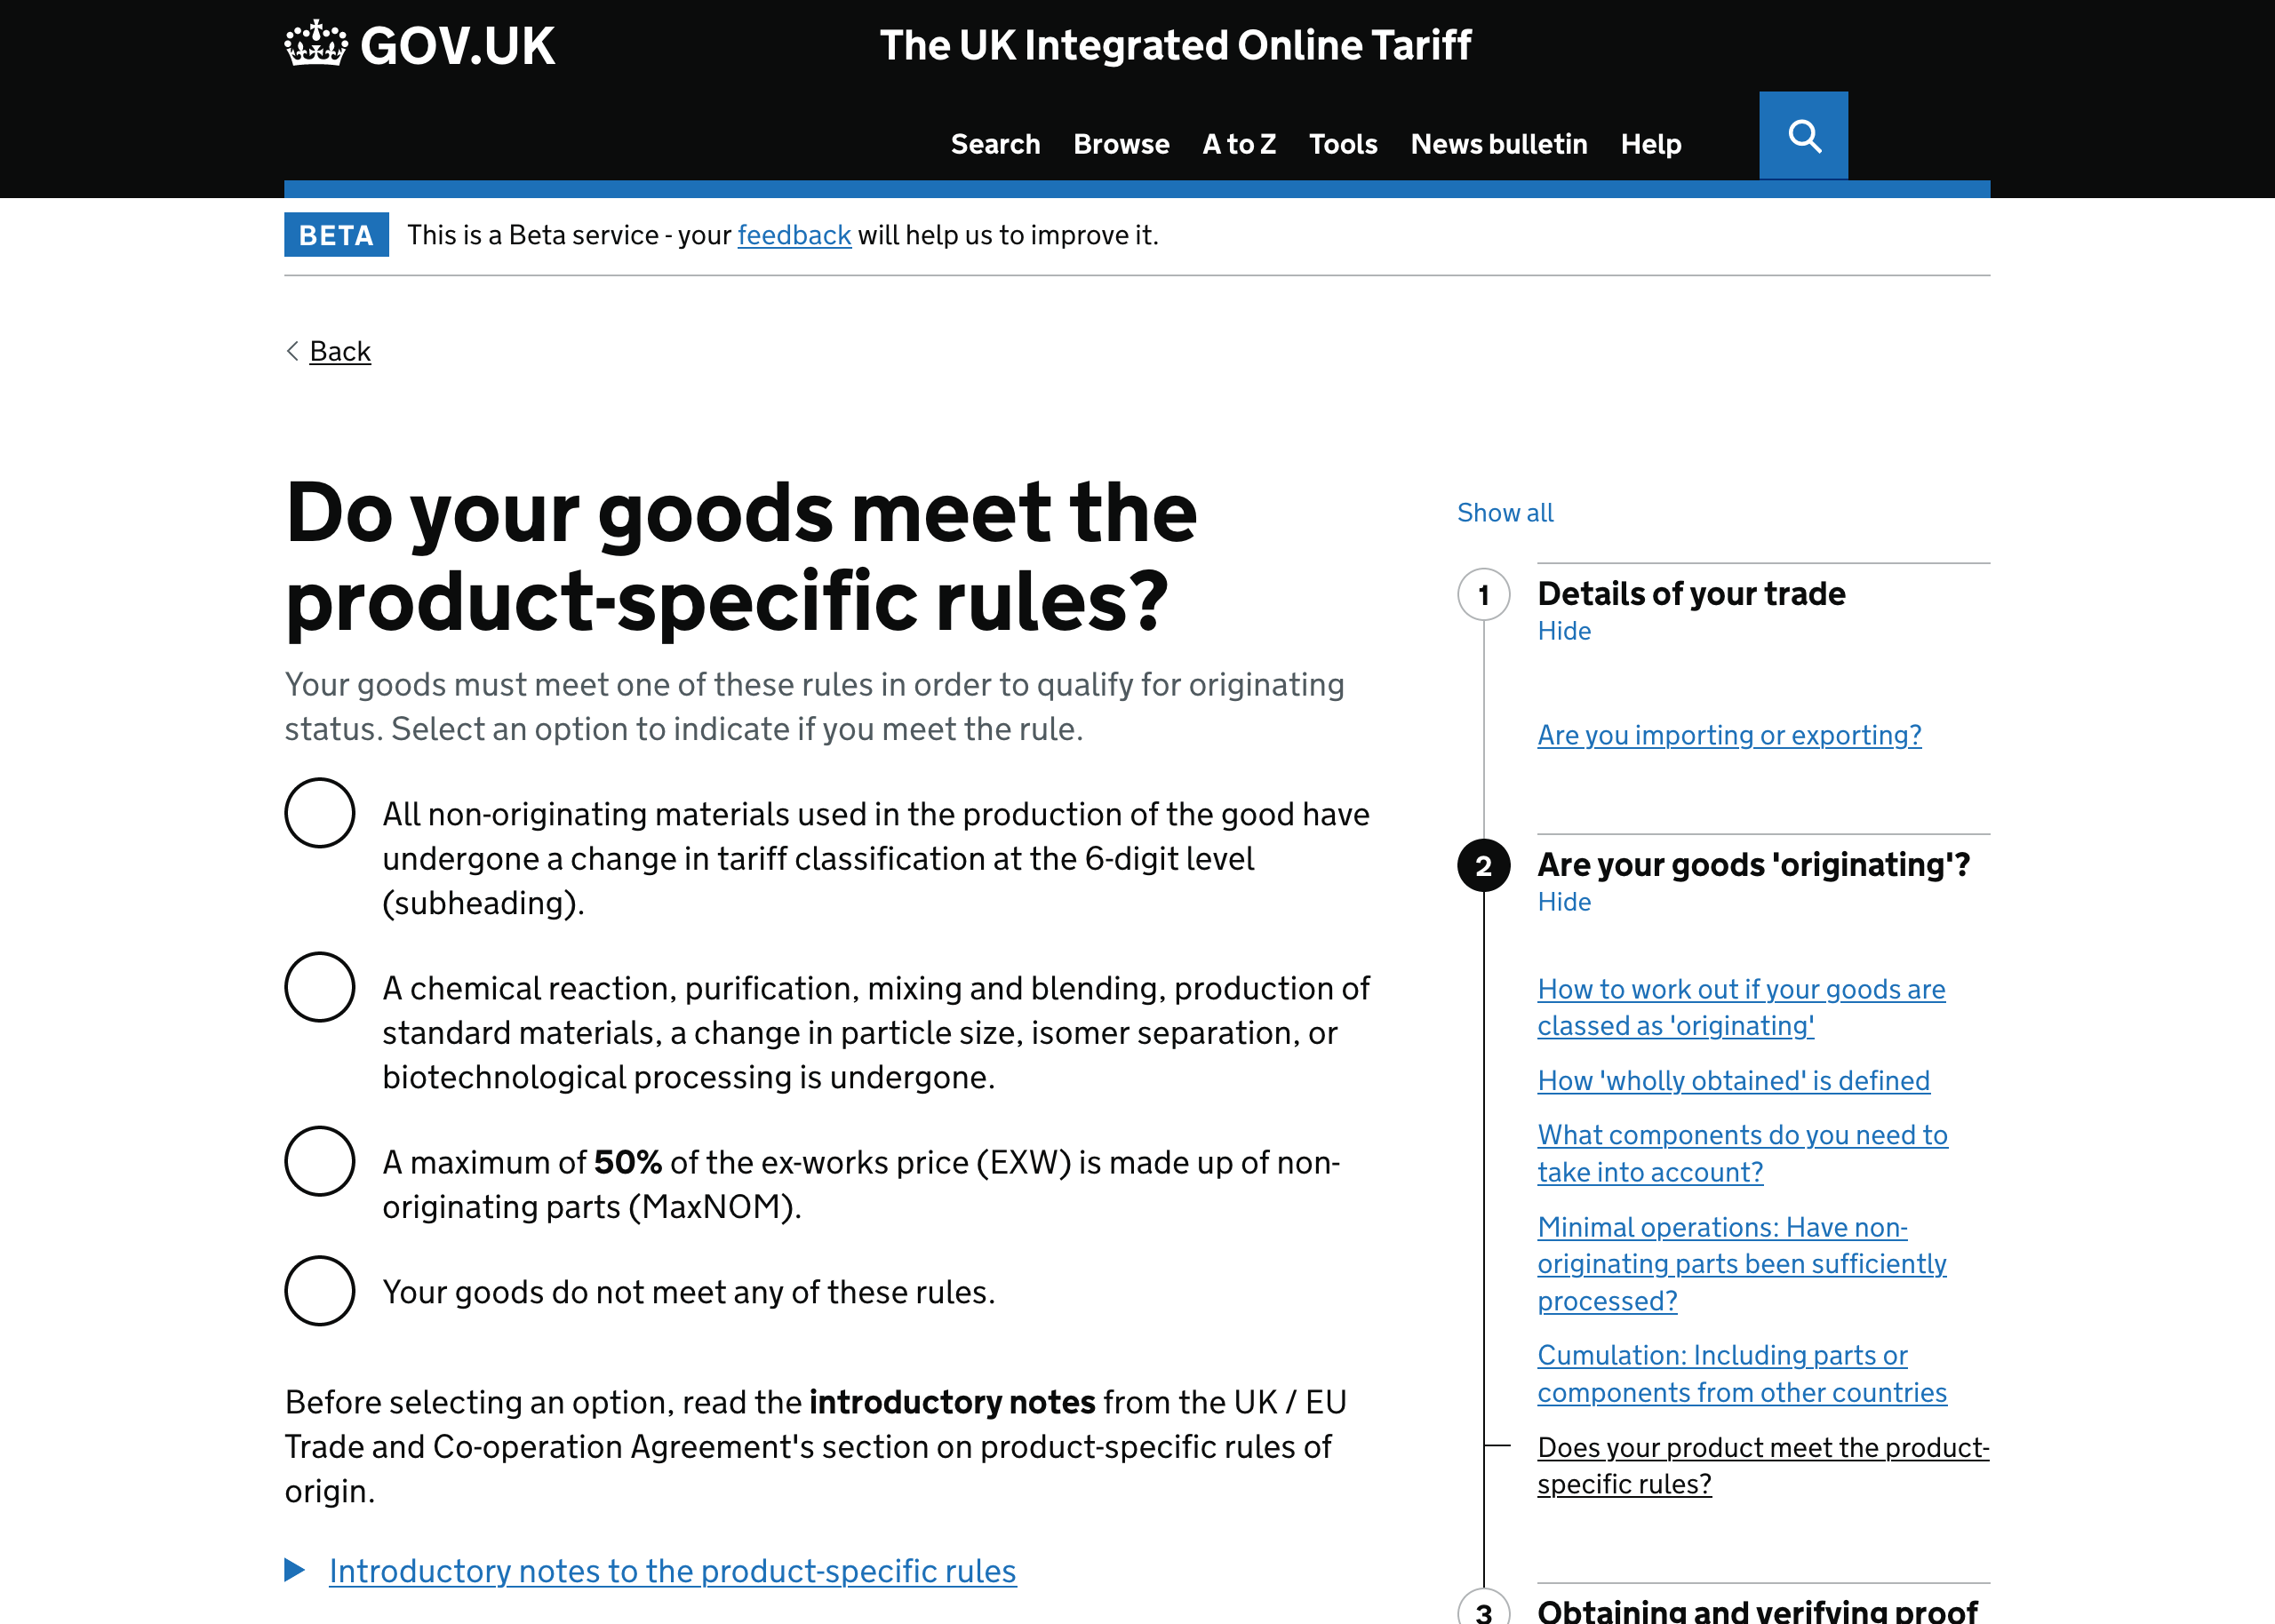 GOV.UK
The UK Integrated Online Tariff
Search Browse A to Z Tools News bulletin Help
BETA This is a Beta service - your feedback will help us to improve it.
Back
Do your goods meet the
product-specific rules?
Your goods must meet one of these rules in order to qualify for originating
status. Select an option to indicate if you meet the rule.
All non-originating materials used in the production of the good have
undergone a change in tariff classification at the 6-digit level
(subheading).
A chemical reaction, purification, mixing and blending, production of
standard materials, a change in particle size, isomer separation, or
biotechnological processing is undergone.
A maximum of 50% of the ex-works price (EXW) is made up of non-
originating parts (MaxNOM).
Your goods do not meet any of these rules.
Before selecting an option, read the introductory notes from the UK / EU
Trade and Co-operation Agreement's section on product-specific rules of
origin.
Introductory notes to the product-specific rules
Show all
1 Details of your trade
Hide
Are you importing or exporting?
2 Are your goods 'originating'?
Hide
How to work out if your goods are
classed as 'originating'
How 'wholly obtained' is defined
What components do you need to
take into account?
Minimal operations: Have non-
originating parts been sufficiently
processed?
Cumulation: Including parts or
components from other countries
Does your product meet the product-
specific rules?
3 Obtaining and verifying proof